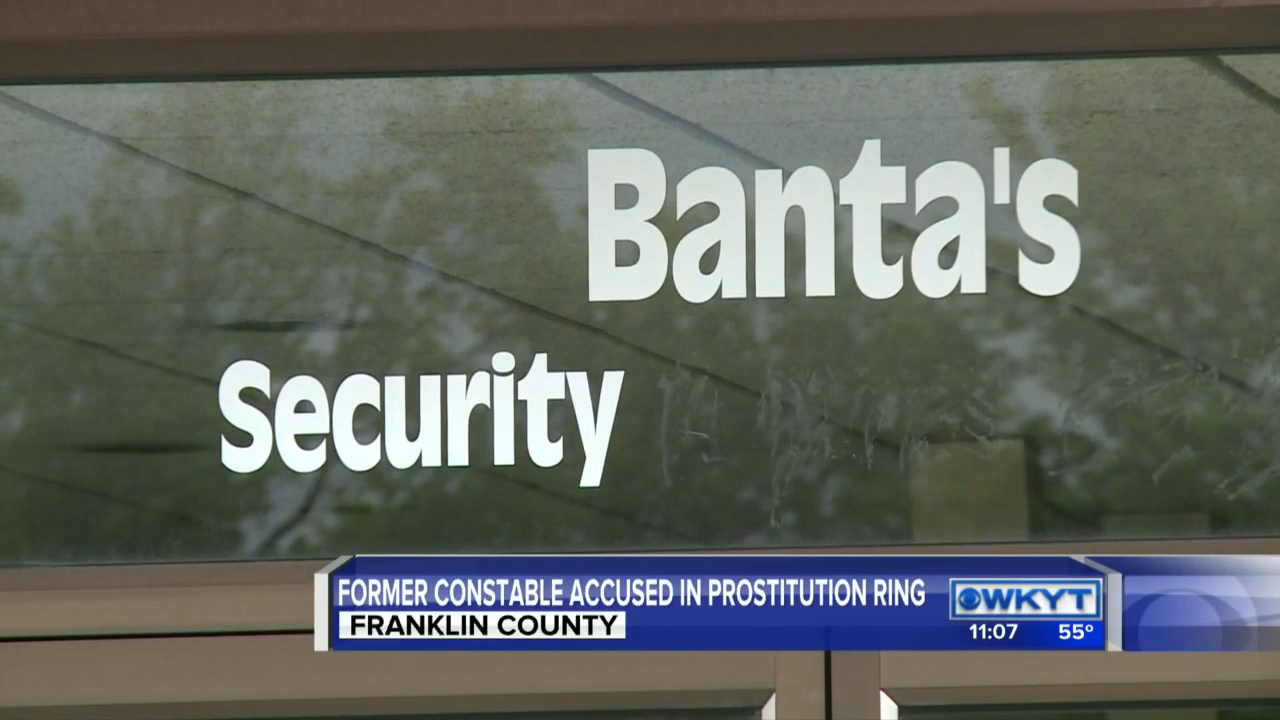 Banta's
Security
FORMER CONSTABLE ACCUSED IN PROSTITUTION RING
FRANKLIN COUNTY
WKYT
11:07 55°